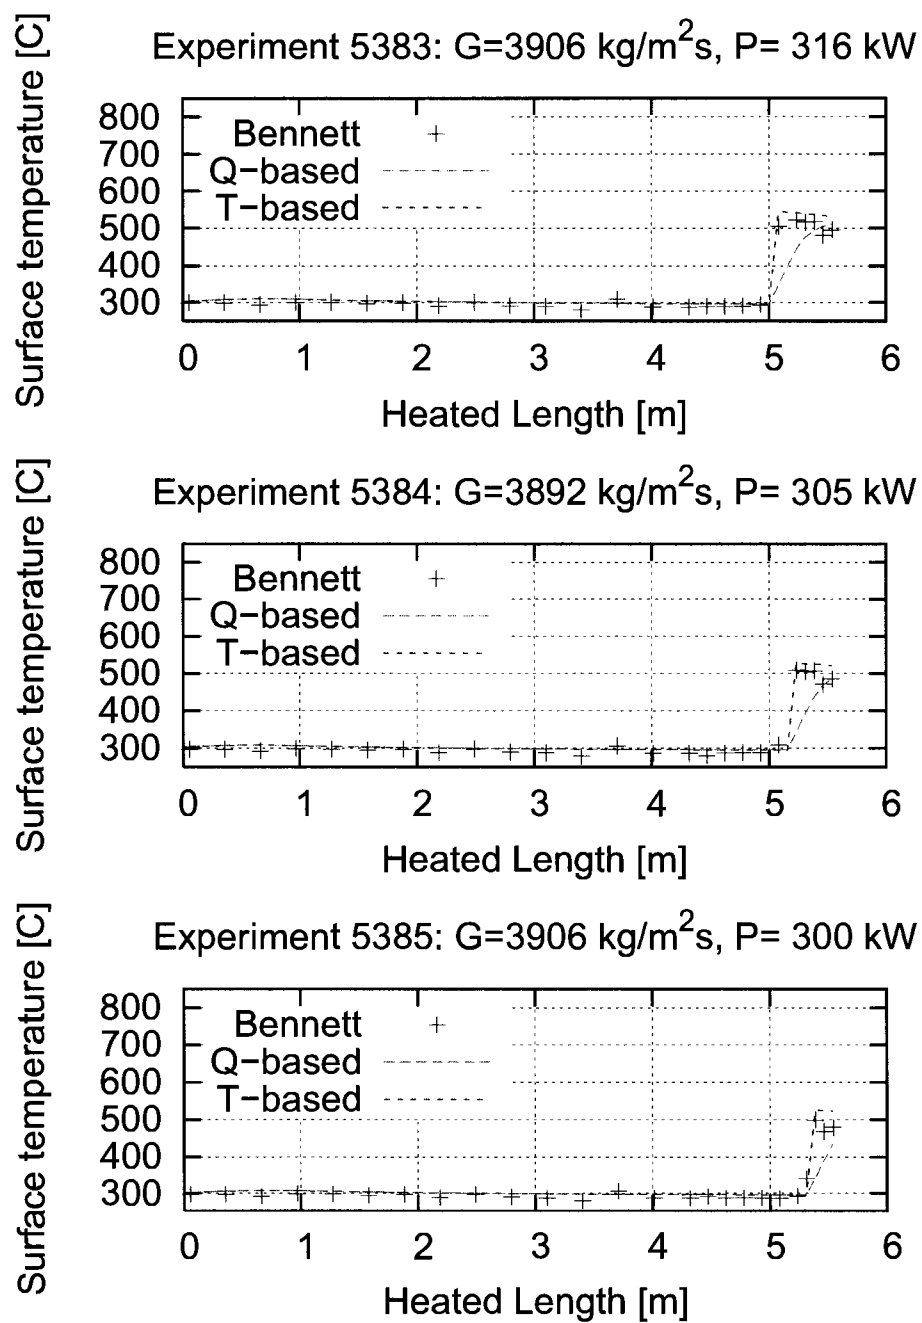 Experiment 5383: G=3906 kg/m²s, P= 316 kW
Surface temperature [C]
800
700
600
500
400
300
Bennett
Q−based
T−based
0 1 2 3 4 5 6
Heated Length [m]
Experiment 5384: G=3892 kg/m²s, P= 305 kW
Surface temperature [C]
800
700
600
500
400
300
Bennett
Q−based
T−based
0 1 2 3 4 5 6
Heated Length [m]
Experiment 5385: G=3906 kg/m²s, P= 300 kW
Surface temperature [C]
800
700
600
500
400
300
Bennett
Q−based
T−based
0 1 2 3 4 5 6
Heated Length [m]